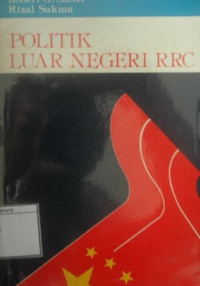 Rizal Sukma
POLITIK
LUAR NEGERI RRC